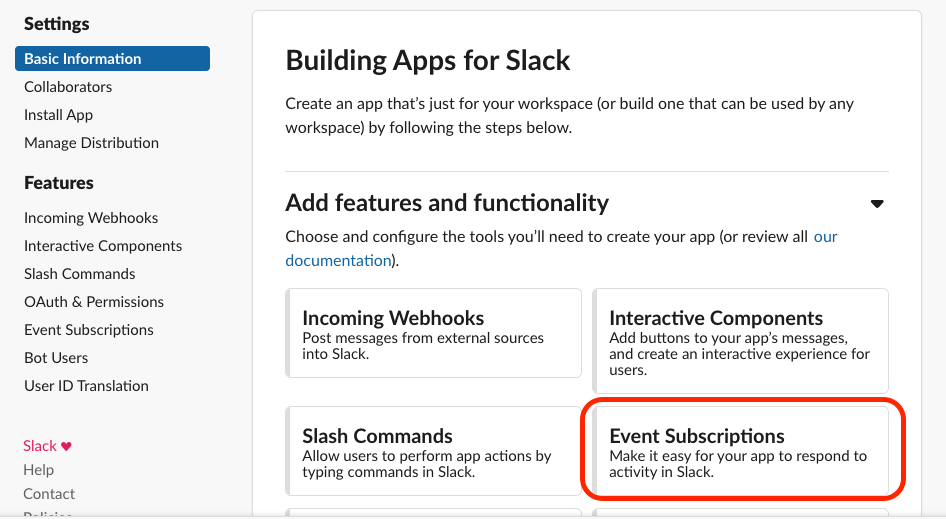 Settings
Basic Information
Collaborators
Install App
Manage Distribution
Features
Incoming Webhooks
Interactive Components
Slash Commands
OAuth & Permissions
Event Subscriptions
Bot Users
User ID Translation
Slack
Help
Contact
Policies
Building Apps for Slack
Create an app that’s just for your workspace (or build one that can be used by any
workspace) by following the steps below.
Add features and functionality
Choose and configure the tools you’ll need to create your app (or review all our
documentation).
Incoming Webhooks
Post messages from external sources
into Slack.
Interactive Components
Add buttons to your app’s messages,
and create an interactive experience for
users.
Slash Commands
Allow users to perform app actions by
typing commands in Slack.
Event Subscriptions
Make it easy for your app to respond to
activity in Slack.